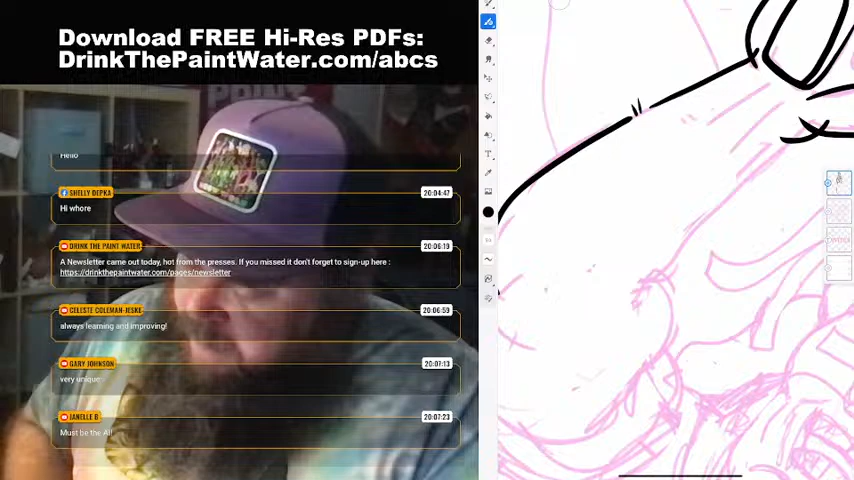 Download FREE Hi-Res PDFs:
DrinkThePaintWater.com/abcs
Hello
SHELLY DEPKA
20:04:47
Hi whore
DRINK THE PAINT WATER
20:06:19
A Newsletter came out today, hot from the presses. If you missed it don't forget to sign-up here :
https://drinkthepaintwater.com/pages/newsletter
CELESTE COLEMAN-JESKE
20:06:59
always learning and improving!
GARY JOHNSON
20:07:13
very unique
JANELLE B
20:07:23
Must be the AI!